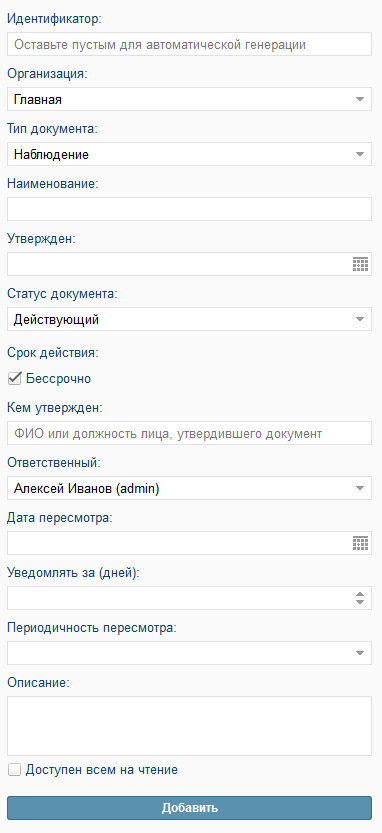 Идентификатор:
Оставьте пустым для автоматической генерации
Организация:
Главная
Тип документа:
Наблюдение
Наименование:
Утвержден:
Статус документа:
Действующий
Срок действия:
Бессрочно
Кем утвержден:
ФИО или должность лица, утвердившего документ
Ответственный:
Алексей Иванов (admin)
Дата пересмотра:
Уведомлять за (дней):
Периодичность пересмотра:
Описание:
Доступен всем на чтение
Добавить